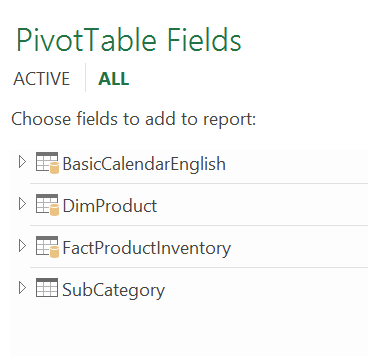 PivotTable Fields
ACTIVE ALL
Choose fields to add to report:
BasicCalendarEnglish
DimProduct
FactProductInventory
SubCategory